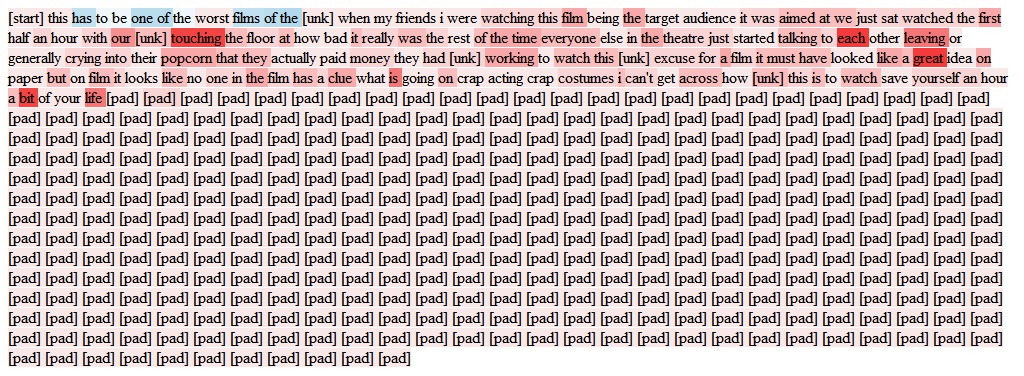 [start] this has to be one of the worst films of the [unk] when my friends i were watching this film being the target audience it was aimed at we just sat watched the first
half an hour with our [unk] touching the floor at how bad it really was the rest of the time everyone else in the theatre just started talking to each other leaving or
generally crying into their popcorn that they actually paid money they had [unk] working to watch this [unk] excuse for a film it must have looked like a great idea on
paper but on film it looks like no one in the film has a clue what is going on crap acting crap costumes i can't get across how [unk] this is to watch save yourself an hour
a bit of your life [pad] [pad] [pad] [pad] [pad] [pad] [pad] [pad] [pad] [pad] [pad] [pad] [pad] [pad] [pad] [pad] [pad] [pad] [pad] [pad] [pad] [pad] [pad] [pad]
[pad] [pad] [pad] [pad] [pad] [pad] [pad] [pad] [pad] [pad] [pad] [pad] [pad] [pad] [pad] [pad] [pad] [pad] [pad] [pad] [pad] [pad] [pad] [pad] [pad] [pad] [pad]
[pad] [pad] [pad] [pad] [pad] [pad] [pad] [pad] [pad] [pad] [pad] [pad] [pad] [pad] [pad] [pad] [pad] [pad] [pad] [pad] [pad] [pad] [pad] [pad] [pad] [pad] [pad]
[pad] [pad] [pad] [pad] [pad] [pad] [pad] [pad] [pad] [pad] [pad] [pad] [pad] [pad] [pad] [pad] [pad] [pad] [pad] [pad] [pad] [pad] [pad] [pad] [pad] [pad] [pad]
[pad] [pad] [pad] [pad] [pad] [pad] [pad] [pad] [pad] [pad] [pad] [pad] [pad] [pad] [pad] [pad] [pad] [pad] [pad] [pad] [pad] [pad] [pad] [pad] [pad] [pad] [pad]
[pad] [pad] [pad] [pad] [pad] [pad] [pad] [pad] [pad] [pad] [pad] [pad] [pad] [pad] [pad] [pad] [pad] [pad] [pad] [pad] [pad] [pad] [pad] [pad] [pad] [pad] [pad]
[pad] [pad] [pad] [pad] [pad] [pad] [pad] [pad] [pad] [pad] [pad] [pad] [pad] [pad] [pad] [pad] [pad] [pad] [pad] [pad] [pad] [pad] [pad] [pad] [pad] [pad] [pad]
[pad] [pad] [pad] [pad] [pad] [pad] [pad] [pad] [pad] [pad] [pad] [pad] [pad] [pad] [pad] [pad] [pad] [pad] [pad] [pad] [pad] [pad] [pad] [pad] [pad] [pad] [pad]
[pad] [pad] [pad] [pad] [pad] [pad] [pad] [pad] [pad] [pad] [pad] [pad] [pad] [pad] [pad] [pad] [pad] [pad] [pad] [pad] [pad] [pad] [pad] [pad] [pad] [pad] [pad]
[pad] [pad] [pad] [pad] [pad] [pad] [pad] [pad] [pad] [pad] [pad] [pad] [pad] [pad] [pad] [pad] [pad] [pad] [pad] [pad] [pad] [pad] [pad] [pad] [pad] [pad] [pad]
[pad] [pad] [pad] [pad] [pad] [pad] [pad] [pad] [pad] [pad] [pad] [pad] [pad] [pad] [pad] [pad] [pad] [pad] [pad] [pad] [pad] [pad] [pad] [pad] [pad] [pad] [pad]
[pad] [pad] [pad] [pad] [pad] [pad] [pad] [pad] [pad] [pad] [pad] [pad] [pad] [pad] [pad] [pad] [pad] [pad] [pad] [pad] [pad] [pad] [pad] [pad] [pad] [pad] [pad]
[pad] [pad] [pad] [pad] [pad] [pad] [pad] [pad] [pad] [pad] [pad] [pad] [pad] [pad] [pad] [pad] [pad] [pad] [pad] [pad] [pad] [pad] [pad] [pad] [pad] [pad] [pad]
[pad] [pad] [pad] [pad] [pad] [pad] [pad] [pad] [pad] [pad] [pad]